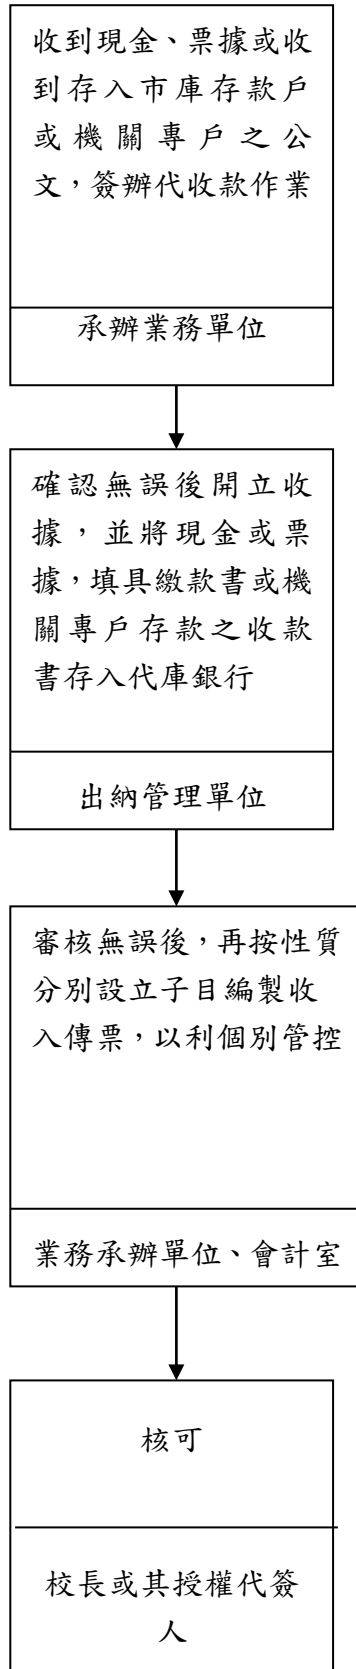 收到現金、票據或收
到存入市庫存款戶
或機關專戶之公
文，簽辦代收款作業
承辦業務單位
確認無誤後開立收
據，並將現金或票
據，填具繳款書或機
關專戶存款之收款
書存入代庫銀行
出納管理單位
審核無誤後，再按性質
分別設立子目編製收
入傳票，以利個別管控
業務承辦單位、會計室
核可
校長或其授權代簽
人